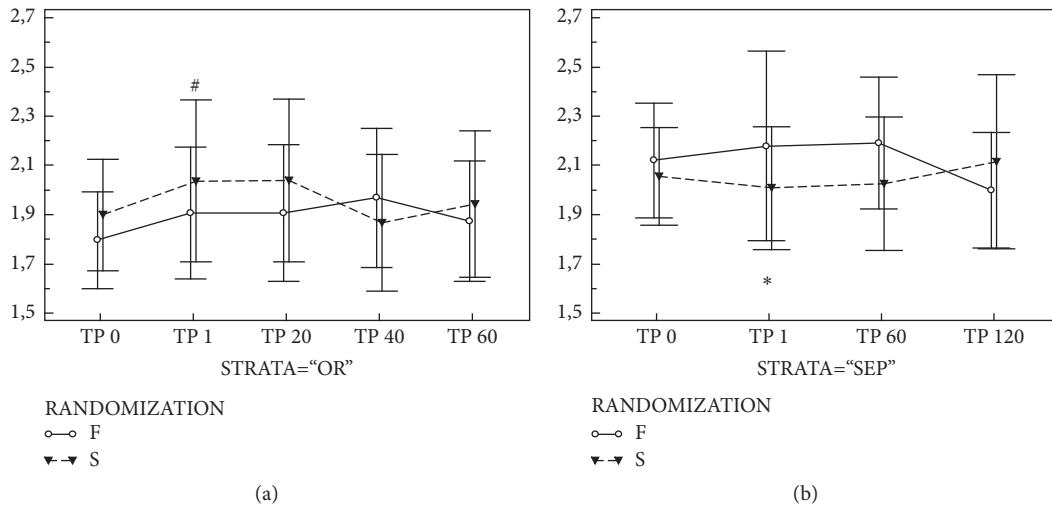 2,7
2,5
2,3
2,1
1,9
1,7
1,5
#
TP 0 TP 1 TP 20 TP 40 TP 60
STRATA=“OR”
RANDOMIZATION
F
S
(a)
2,7
2,5
2,3
2,1
1,9
1,7
1,5
*
TP 0 TP 1 TP 60 TP 120
STRATA=“SEP”
RANDOMIZATION
F
S
(b)